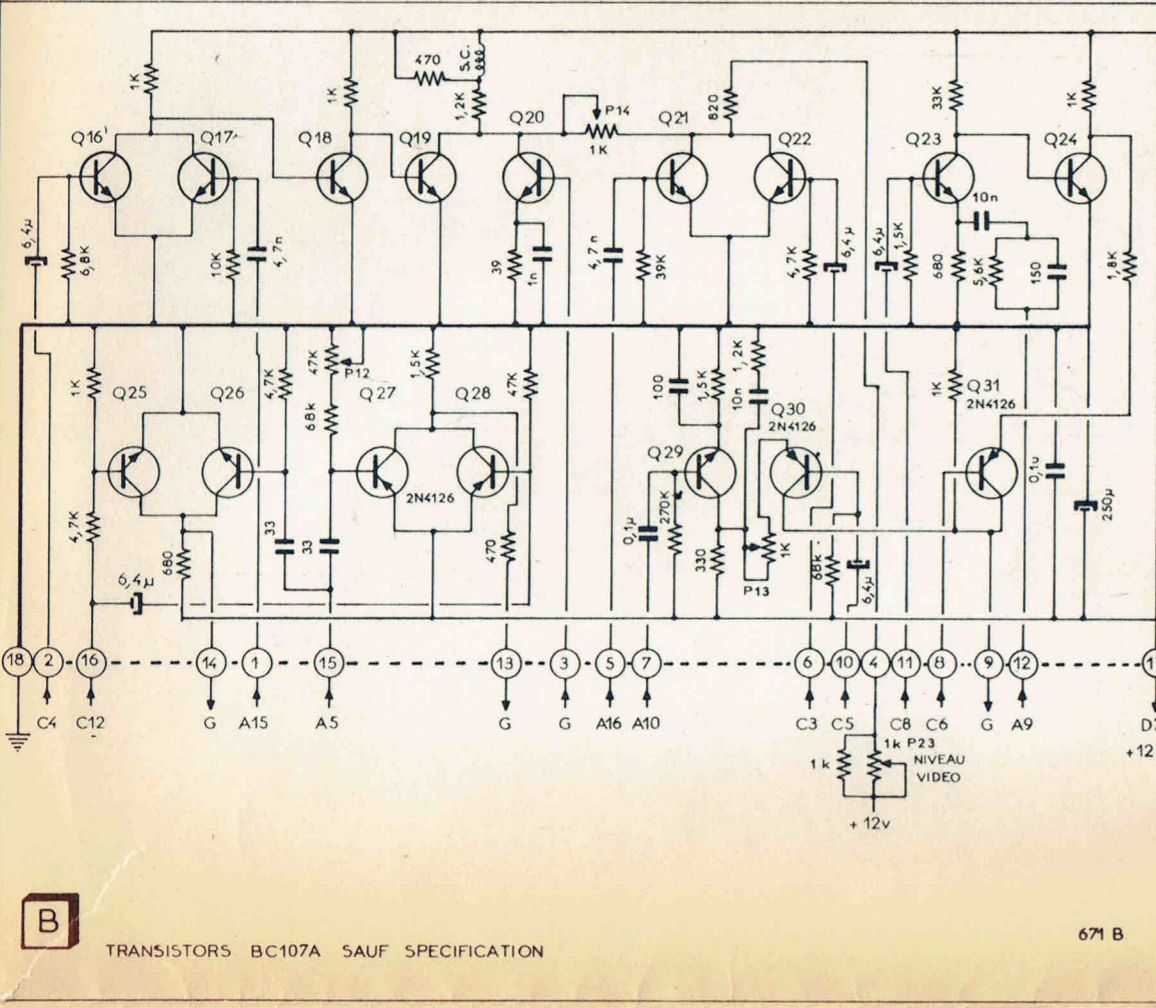 470
S.C.
1K
1K
1,2K
P14
1K
820
33K
1K
Q16
Q17
Q18
Q19
Q20
Q21
Q22
Q23
Q24
10n
6,4µ
6,8K
10K
4,7n
39
1n
4,7n
39K
4,7K
6,4µ
6,4µ
1,5K
680
5,6K
150
1,8K
1K
Q25
Q26
4,7K
47K
P12
68k
Q27
1,5K
Q28
47K
100
1,5K
1,2K
10n
Q30
2N4126
1K
Q31
2N4126
Q29
2N4126
4,7K
680
33
33
470
0,1µ
270K
330
1K
P13
68k
6,4µ
0,1µ
250µ
6,4µ
18 2 16 14 1 15 13 3 5 7 6 10 4 11 8 9 12
C4 C12 G A15 A5 G G A16 A10 C3 C5 C8 C6 G A9
+12
1k
1k P23
NIVEAU
VIDEO
+12v
B
TRANSISTORS BC107A SAUF SPECIFICATION
671 B